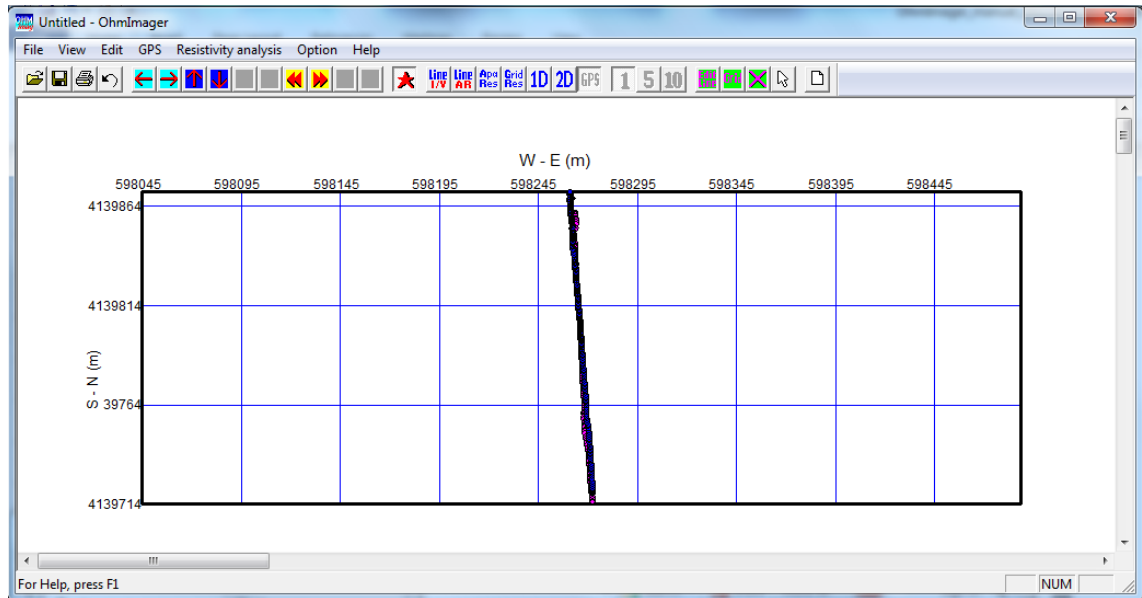 Untitled - OhmImager
File View Edit GPS Resistivity analysis Option Help
Line I/V Line AR Apa Res Grid Res 1D 2D GPS 1 5 10
W - E (m)
598045 598095 598145 598195 598245 598295 598345 598395 598445
4139864
4139814
S - N (m)
39764
4139714
For Help, press F1
NUM